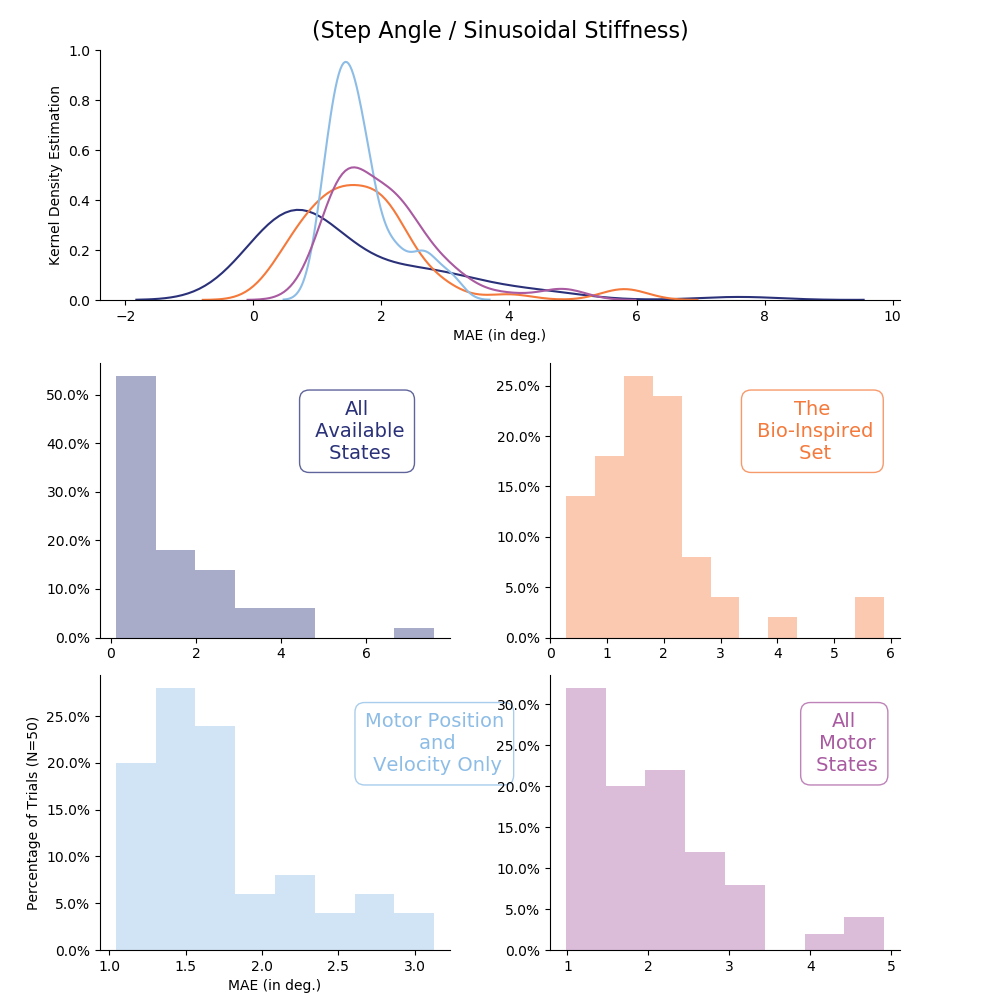 (Step Angle / Sinusoidal Stiffness)
Kernel Density Estimation
1.0
0.8
0.6
0.4
0.2
0.0
−2 0 2 4 6 8 10
MAE (in deg.)
50.0%
40.0%
30.0%
20.0%
10.0%
0.0%
0 2 4 6
All
Available
States
25.0%
20.0%
15.0%
10.0%
5.0%
0.0%
0 1 2 3 4 5 6
The
Bio-Inspired
Set
Percentage of Trials (N=50)
25.0%
20.0%
15.0%
10.0%
5.0%
0.0%
1.0 1.5 2.0 2.5 3.0
MAE (in deg.)
Motor Position
and
Velocity Only
30.0%
25.0%
20.0%
15.0%
10.0%
5.0%
0.0%
1 2 3 4 5
All
Motor
States